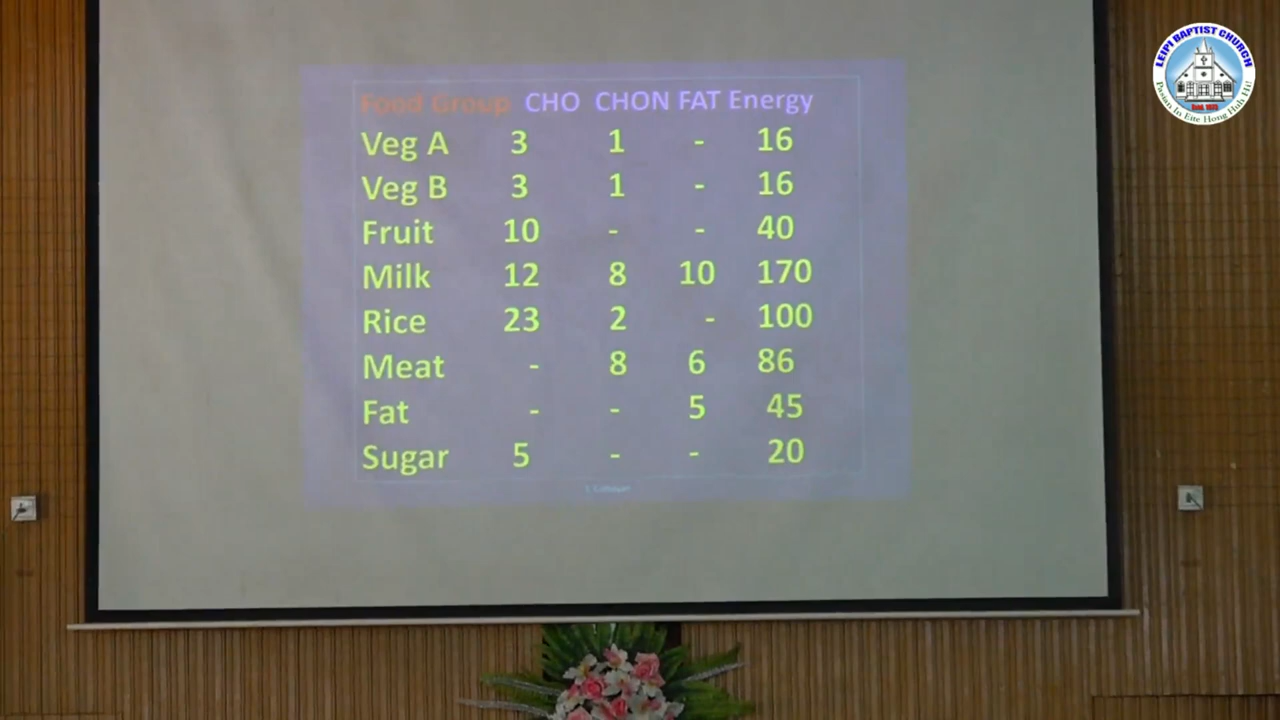 Food Group CHO CHON FAT Energy
Veg A 3 1 - 16
Veg B 3 1 - 16
Fruit 10 - - 40
Milk 12 8 10 170
Rice 23 2 - 100
Meat - 8 6 86
Fat - - 5 45
Sugar 5 - - 20
LEIPI BAPTIST CHURCH